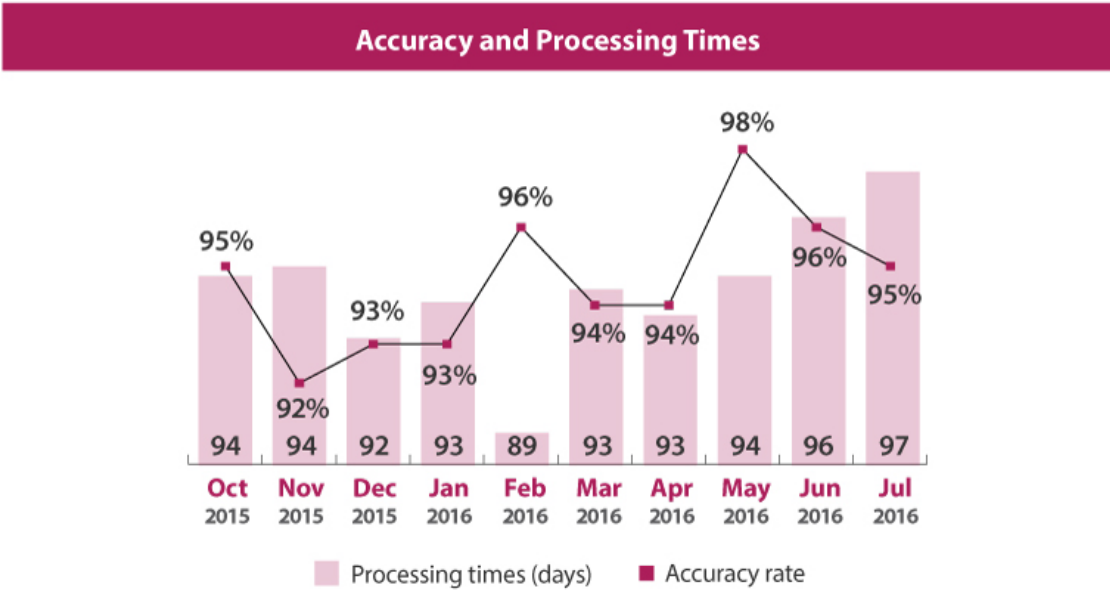 Accuracy and Processing Times
98%
96%
95%
96%
95%
93%
94% 94%
93%
92%
94 94 92 93 89 93 93 94 96 97
Oct Nov Dec Jan Feb Mar Apr May Jun Jul
2015 2015 2015 2016 2016 2016 2016 2016 2016 2016
Processing times (days) Accuracy rate